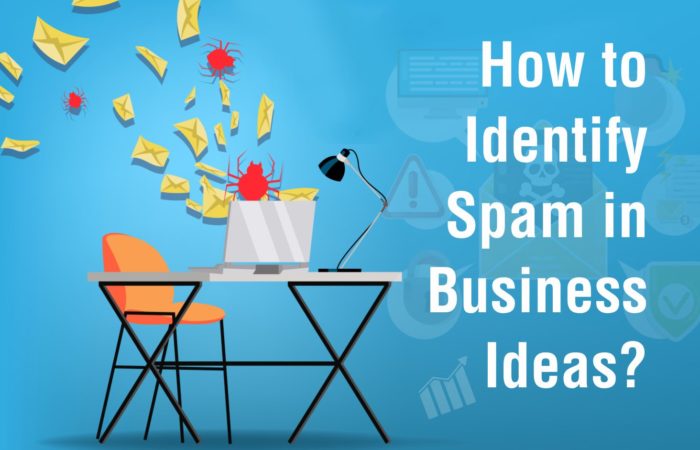 How to
Identify
Spam in
Business
Ideas?